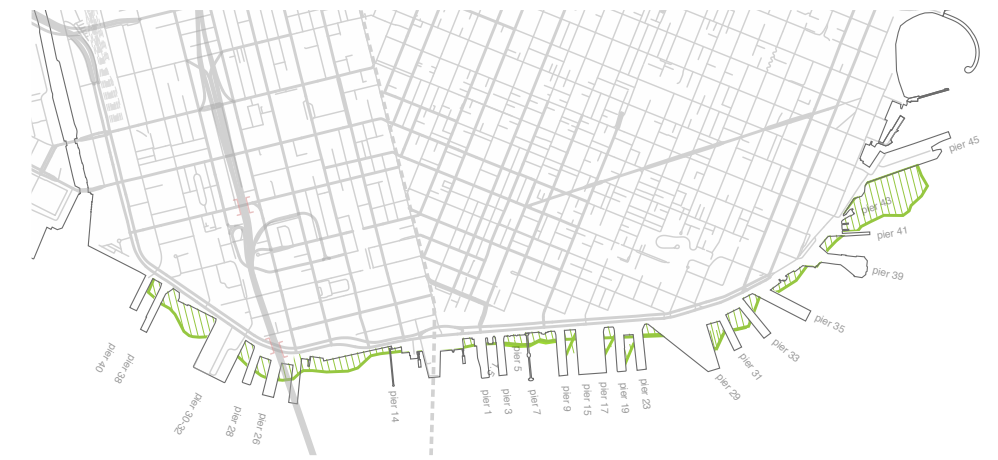 pier 45
pier 43
pier 41
pier 39
pier 35
pier 33
pier 31
pier 29
pier 23
pier 19
pier 17
pier 15
pier 9
pier 7
pier 5
pier 3
pier 1
pier 14
pier 26
pier 28
pier 30-32
pier 38
pier 40